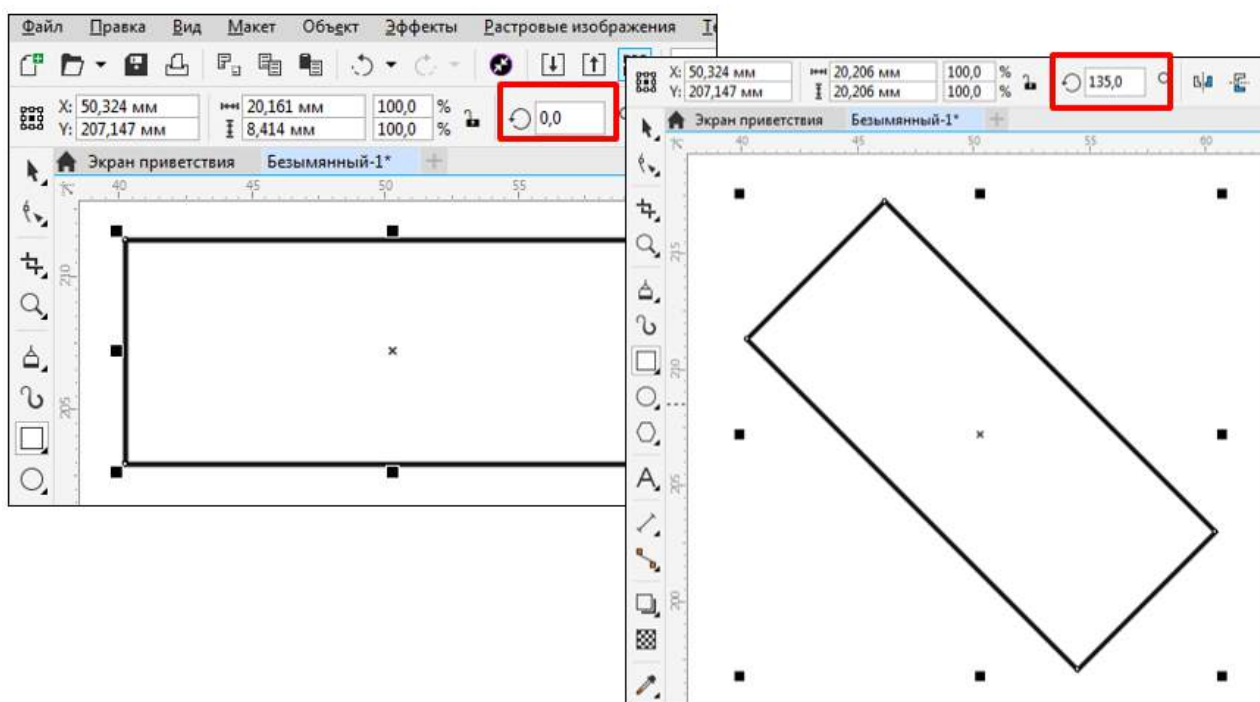 Файл Правка Вид Макет Объект Эффекты Растровые изображения
X: 50,324 мм 20,161 мм 100,0 % 0,0
Y: 207,147 мм 8,414 мм 100,0 %
Экран приветствия Безымянный-1*
40 45 50 55
210
205
X: 50,324 мм 20,206 мм 100,0 % 135,0
Y: 207,147 мм 20,206 мм 100,0 %
Экран приветствия Безымянный-1*
40 45 50 55 60
215
210
205
200